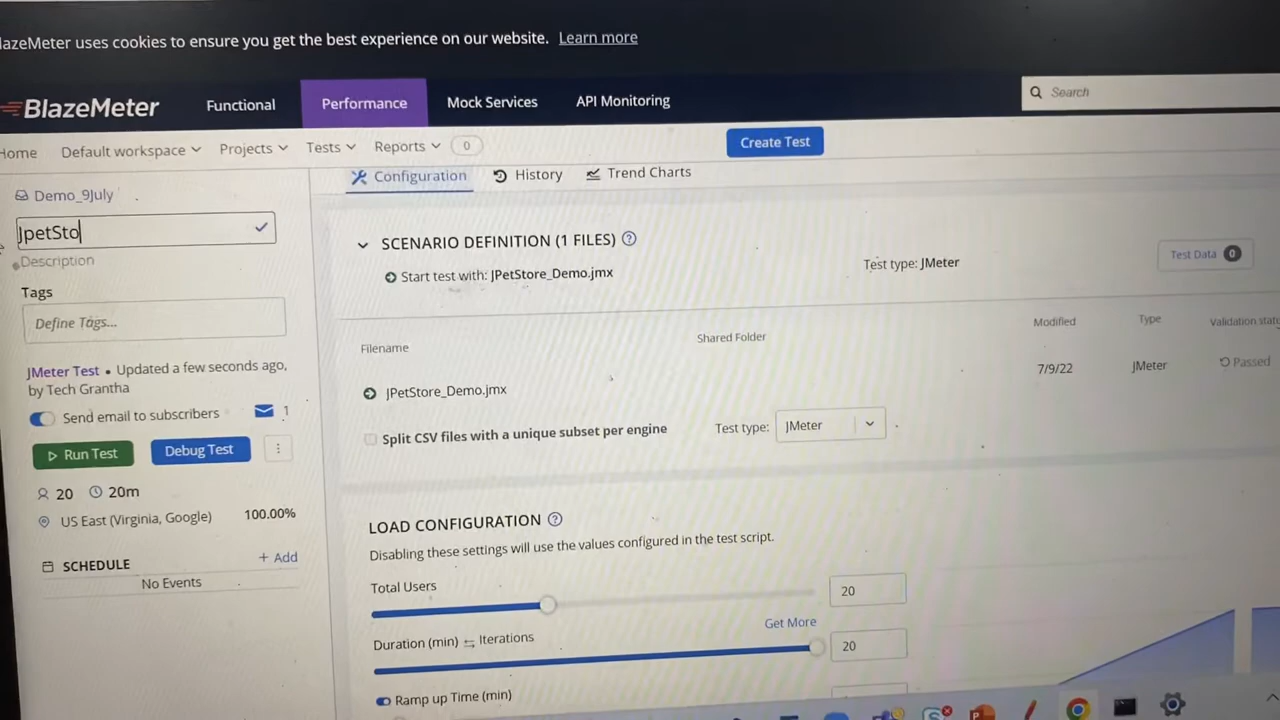 lazeMeter uses cookies to ensure you get the best experience on our website. Learn more
BlazeMeter Functional Performance Mock Services API Monitoring Search
Home Default workspace Projects Tests Reports 0 Create Test
Configuration History Trend Charts
Demo_9July
JpetSto
Description
Tags
Define Tags...
JMeter Test • Updated a few seconds ago,
by Tech Grantha
Send email to subscribers 1
Run Test Debug Test
20 20m
US East (Virginia, Google) 100.00%
SCHEDULE + Add
No Events
SCENARIO DEFINITION (1 FILES) ?
Start test with: JPetStore_Demo.jmx Test type: JMeter Test Data 0
Filename Shared Folder Modified Type Validation stat
JPetStore_Demo.jmx 7/9/22 JMeter Passed
Split CSV files with a unique subset per engine Test type: JMeter
LOAD CONFIGURATION ?
Disabling these settings will use the values configured in the test script.
Total Users 20
Get More
Duration (min) Iterations 20
Ramp up Time (min)